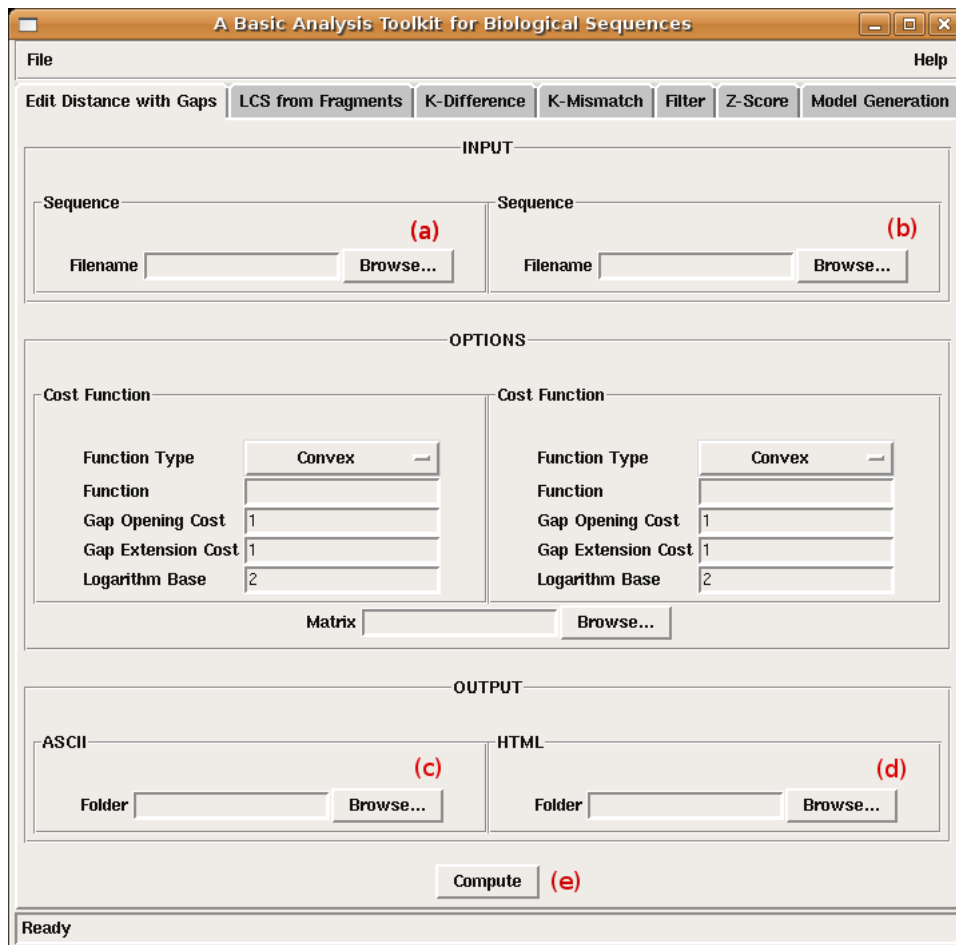 A Basic Analysis Toolkit for Biological Sequences
File Help
Edit Distance with Gaps LCS from Fragments K-Difference K-Mismatch Filter Z-Score Model Generation
INPUT
Sequence Sequence
(a) (b)
Filename Browse... Filename Browse...
OPTIONS
Cost Function Cost Function
Function Type Convex Function Type Convex
Function Function
Gap Opening Cost 1 Gap Opening Cost 1
Gap Extension Cost 1 Gap Extension Cost 1
Logarithm Base 2 Logarithm Base 2
Matrix Browse...
OUTPUT
ASCII HTML
(c) (d)
Folder Browse... Folder Browse...
Compute (e)
Ready